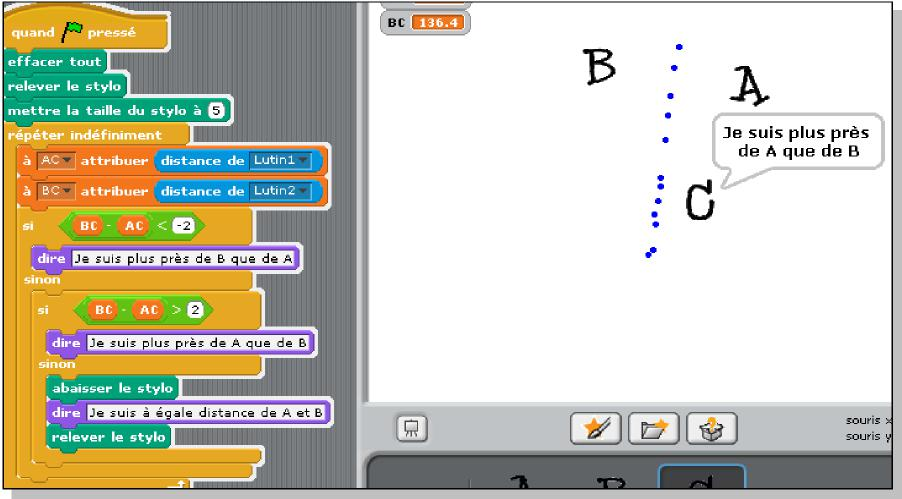 quand pressé
effacer tout
relever le stylo
mettre la taille du stylo à 5
répéter indéfiniment
à AC attribuer distance de Lutin1
à BC attribuer distance de Lutin2
si BC - AC < -2
dire Je suis plus près de B que de A
sinon
si BC - AC > 2
dire Je suis plus près de A que de B
sinon
abaisser le stylo
dire Je suis à égale distance de A et B
relever le stylo
BC 136.4
B
A
Je suis plus près
de A que de B
C
souris x
souris y
A B C